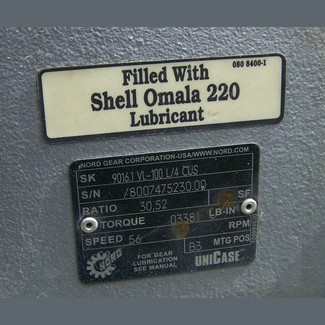 080 8400-1
Filled With
Shell Omala 220
Lubricant
NORD GEAR CORPORATION-USA/WWW.NORD.COM
SK 9016.1 VL-100 L/4 CUS
S/N /8007475230.00 SF
RATIO 30.52
TORQUE 03381 LB-IN
SPEED 56 RPM
B3 MTG POS
NORD
FOR GEAR
LUBRICATION
SEE MANUAL
UNICASE